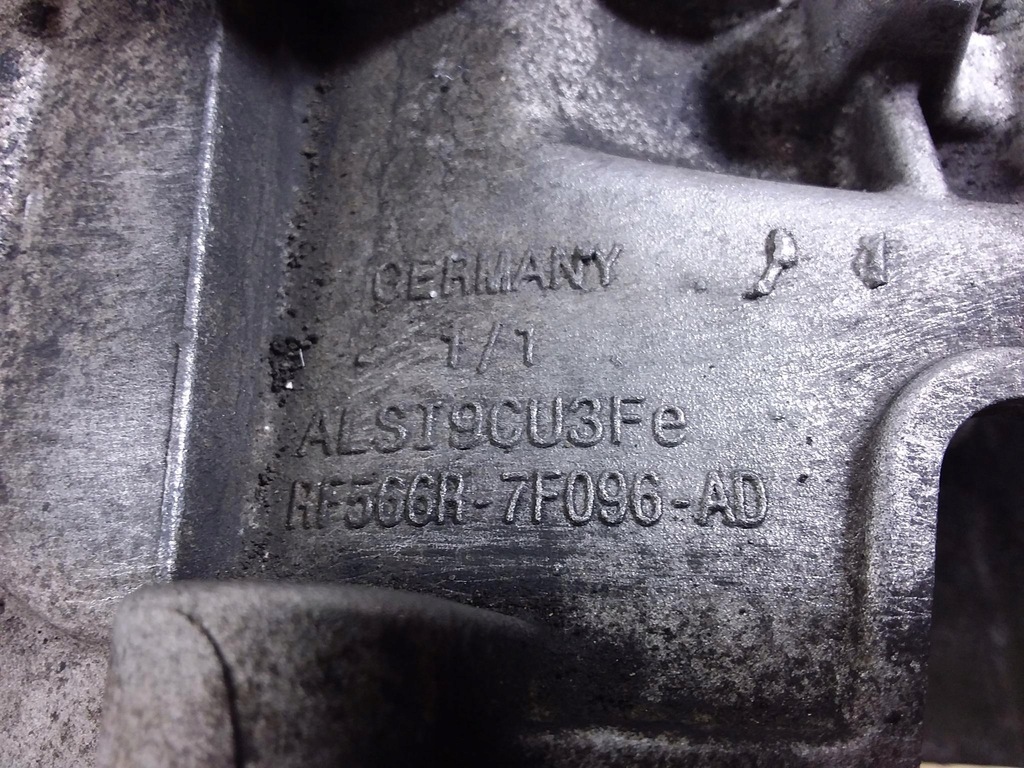 GERMANY
1/1
ALSI9CU3Fe
RF566R-7F096-AD